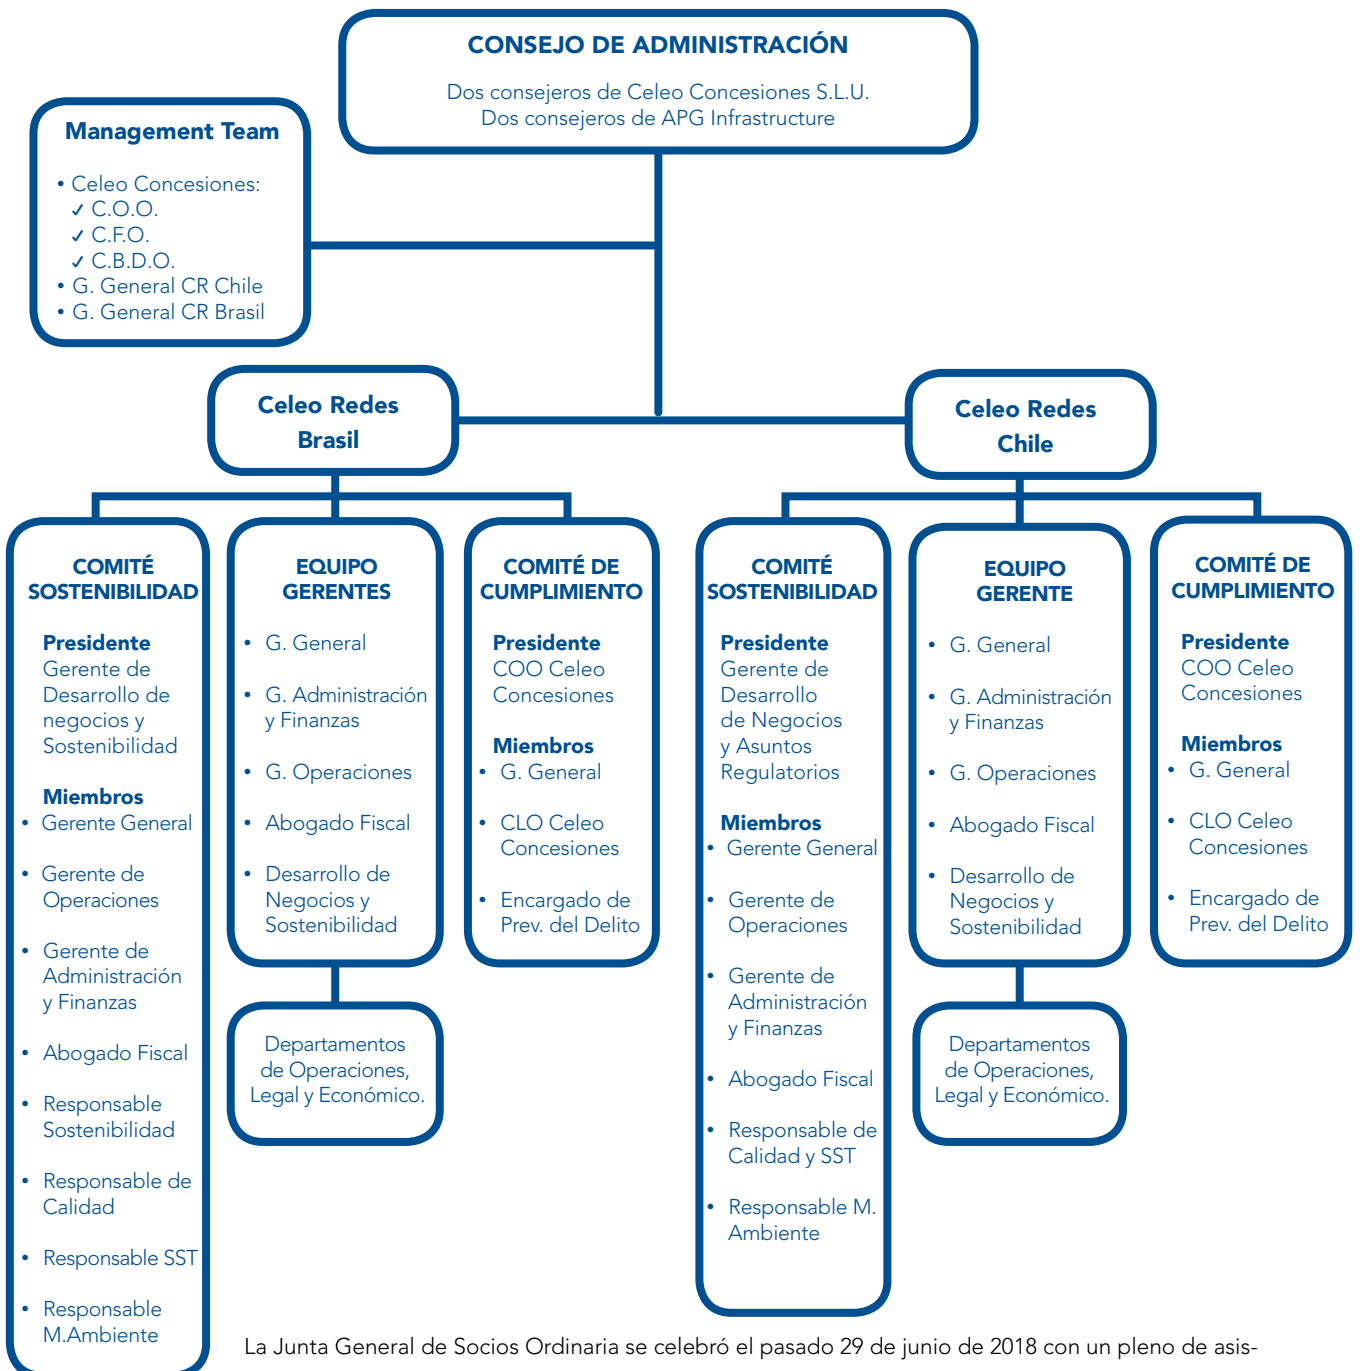 CONSEJO DE ADMINISTRACIÓN
Dos consejeros de Celeo Concesiones S.L.U.
Dos consejeros de APG Infrastructure
Management Team
• Celeo Concesiones:
✓ C.O.O.
✓ C.F.O.
✓ C.B.D.O.
• G. General CR Chile
• G. General CR Brasil
Celeo Redes
Brasil
Celeo Redes
Chile
COMITÉ
SOSTENIBILIDAD
Presidente
Gerente de
Desarrollo de
negocios y
Sostenibilidad
Miembros
• Gerente General
• Gerente de
Operaciones
• Gerente de
Administración
y Finanzas
• Abogado Fiscal
• Responsable
Sostenibilidad
• Responsable de
Calidad
• Responsable SST
• Responsable
M.Ambiente
EQUIPO
GERENTES
• G. General
• G. Administración
y Finanzas
• G. Operaciones
• Abogado Fiscal
• Desarrollo de
Negocios y
Sostenibilidad
Departamentos
de Operaciones,
Legal y Económico.
COMITÉ DE
CUMPLIMIENTO
Presidente
COO Celeo
Concesiones
Miembros
• G. General
• CLO Celeo
Concesiones
• Encargado de
Prev. del Delito
COMITÉ
SOSTENIBILIDAD
Presidente
Gerente de
Desarrollo
de Negocios
y Asuntos
Regulatorios
Miembros
• Gerente General
• Gerente de
Operaciones
• Gerente de
Administración
y Finanzas
• Abogado Fiscal
• Responsable de
Calidad y SST
• Responsable M.
Ambiente
EQUIPO
GERENTE
• G. General
• G. Administración
y Finanzas
• G. Operaciones
• Abogado Fiscal
• Desarrollo de
Negocios y
Sostenibilidad
Departamentos
de Operaciones,
Legal y Económico.
COMITÉ DE
CUMPLIMIENTO
Presidente
COO Celeo
Concesiones
Miembros
• G. General
• CLO Celeo
Concesiones
• Encargado de
Prev. del Delito
La Junta General de Socios Ordinaria se celebró el pasado 29 de junio de 2018 con un pleno de asis-